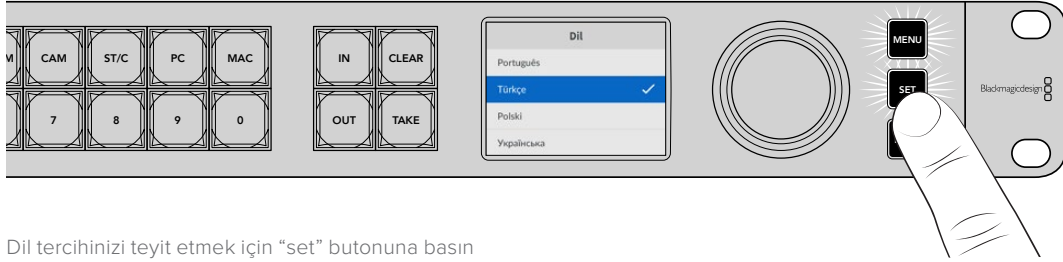 M
CAM
ST/C
PC
MAC
IN
CLEAR
7
8
9
0
OUT
TAKE
Dil
Português
Türkçe
Polski
Українська
MENU
SET
Blackmagicdesign
Dil tercihinizi teyit etmek için “set” butonuna basın